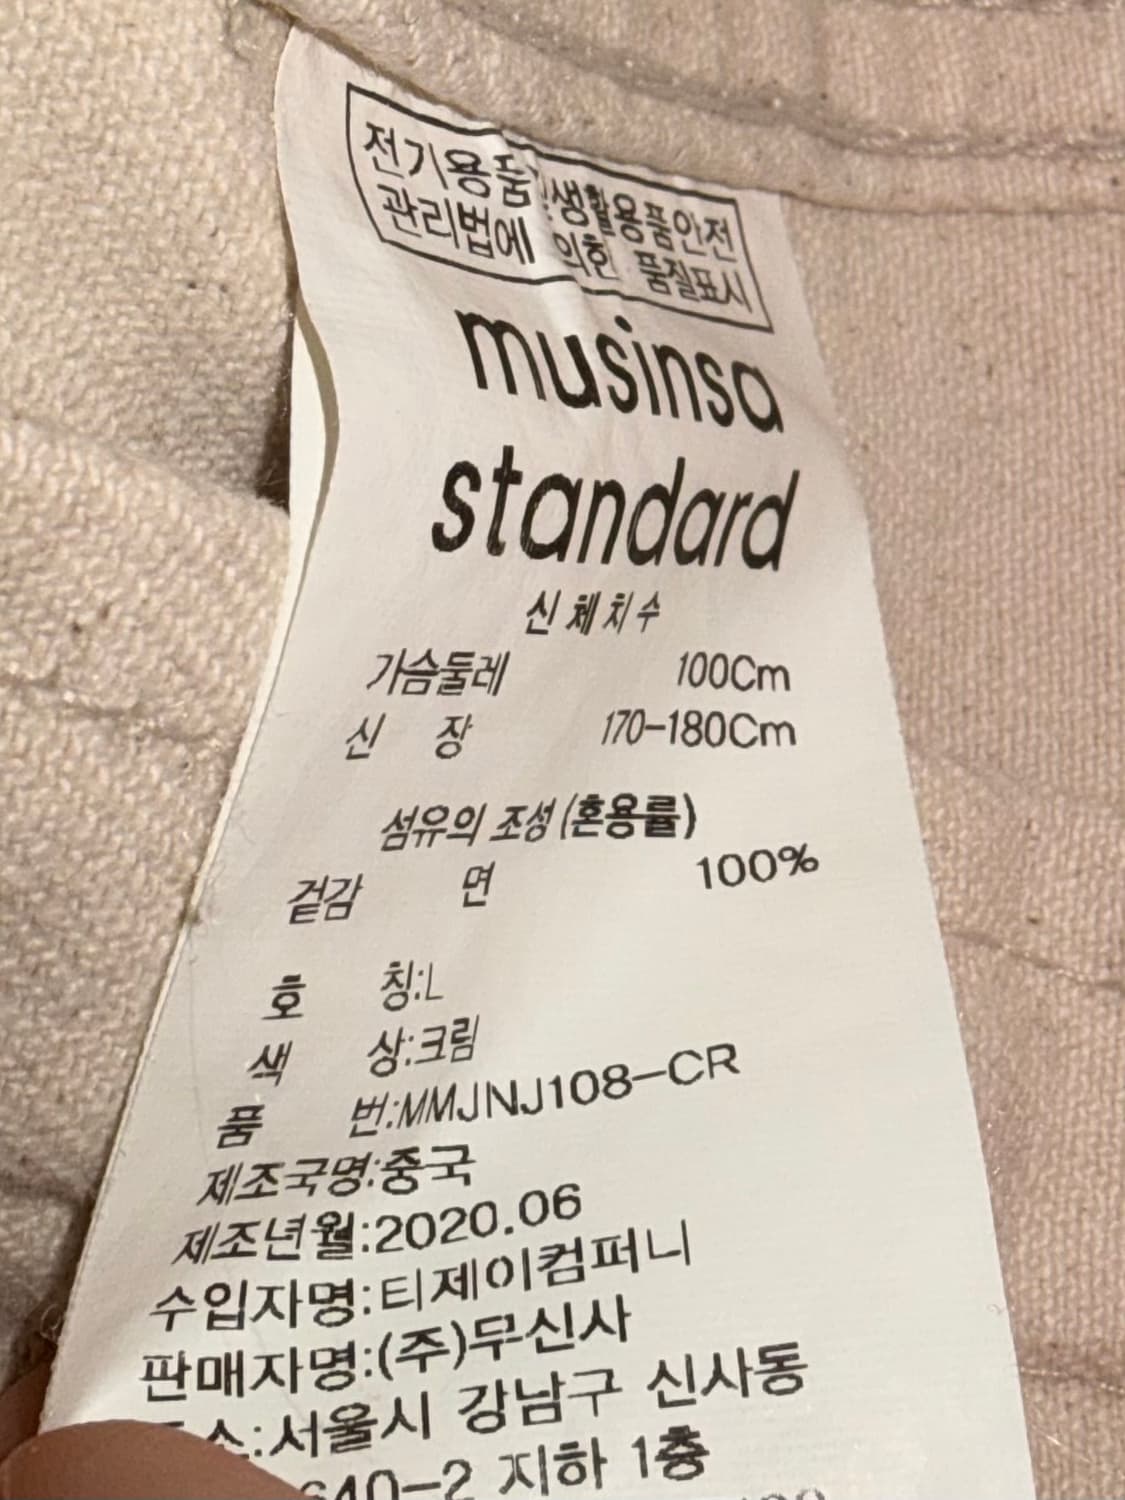 전기용품 및 생활용품안전
관리법에 의한 품질표시
musinsa
standard
신체치수
가슴둘레 100Cm
신 장 170-180Cm
섬유의 조성(혼용률)
겉감 면 100%
호 칭:L
색 상:크림
품 번:MMJNJ108-CR
제조국명:중국
제조년월:2020.06
수입자명:티제이컴퍼니
판매자명:(주)무신사
소:서울시 강남구 신사동
640-2 지하 1층